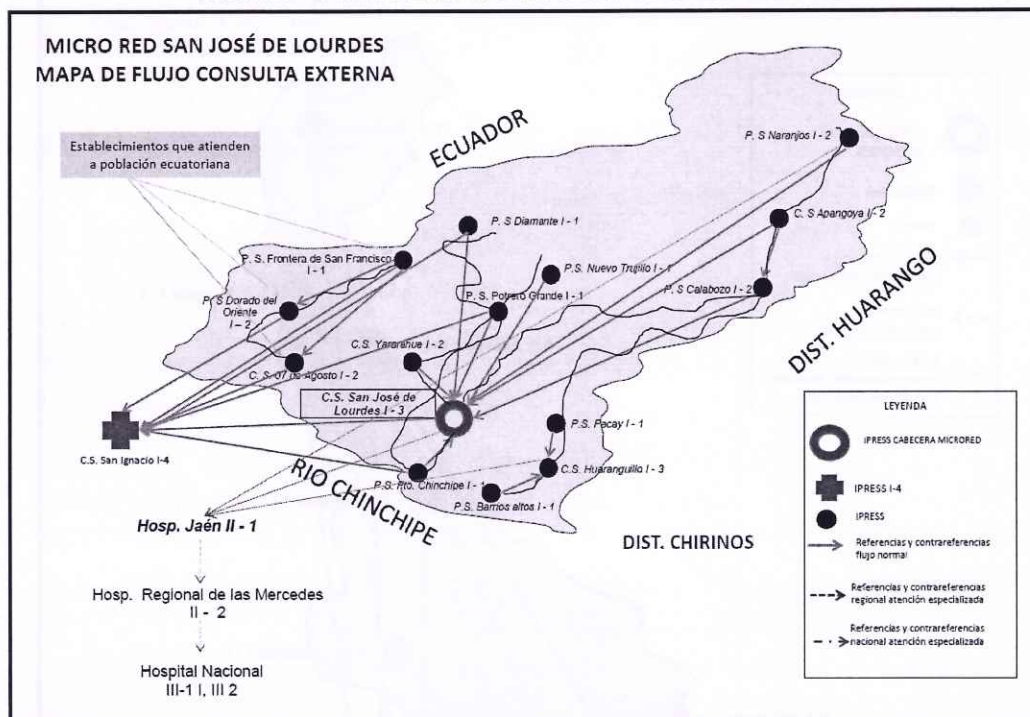 MICRO RED SAN JOSÉ DE LOURDES
MAPA DE FLUJO CONSULTA EXTERNA
Establecimientos que atienden
a población ecuatoriana
ECUADOR
P. S Naranjos I - 2
P. S Diamante I - 1
C. S Apangoya I - 2
P. S. Frontera de San Francisco
I - 1
P.S. Nuevo Trujillo I - 1
P. S Calabozo I - 2
P. S Dorado del
Oriente
I – 2
P. S. Potrero Grande I - 1
DIST. HUARANGO
C.S. Yararahue I - 2
C. S. 07 de Agosto I - 2
C.S. San José de
Lourdes I - 3
C.S. San Ignacio I-4
P.S. Pacay I - 1
C.S. Huaranguillo I - 3
P.S. Pto. Chinchipe I - 1
P.S. Barrios altos I - 1
RIO CHINCHIPE
DIST. CHIRINOS
Hosp. Jaén II - 1
Hosp. Regional de las Mercedes
II - 2
Hospital Nacional
III-1 I, III 2
LEYENDA
IPRESS CABECERA MICRORED
IPRESS I-4
IPRESS
Referencias y contrareferencias
flujo normal
Referencias y contrareferencias
regional atención especializada
Referencias y contrareferencias
nacional atención especializada